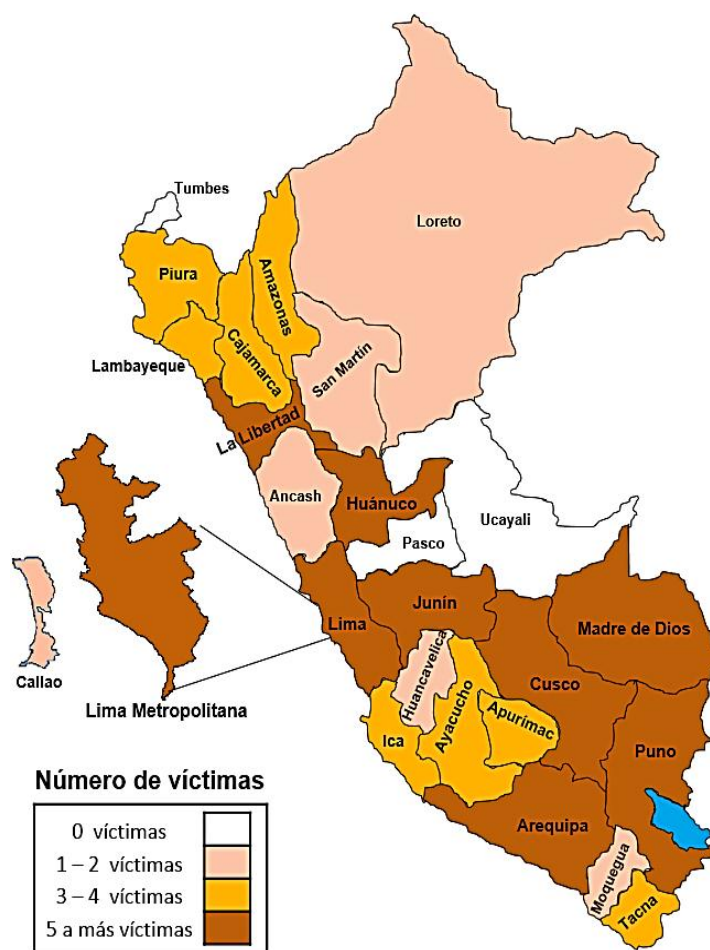 Tumbes
Loreto
Piura
Amazonas
Cajamarca
San Martín
Lambayeque
La Libertad
Ancash
Huánuco
Ucayali
Pasco
Junín
Lima
Madre de Dios
Callao
Huancavelica
Cusco
Lima Metropolitana
Ayacucho
Apurímac
Ica
Puno
Número de víctimas
Arequipa
0 víctimas
1 – 2 víctimas
3 – 4 víctimas
5 a más víctimas
Moquegua
Tacna